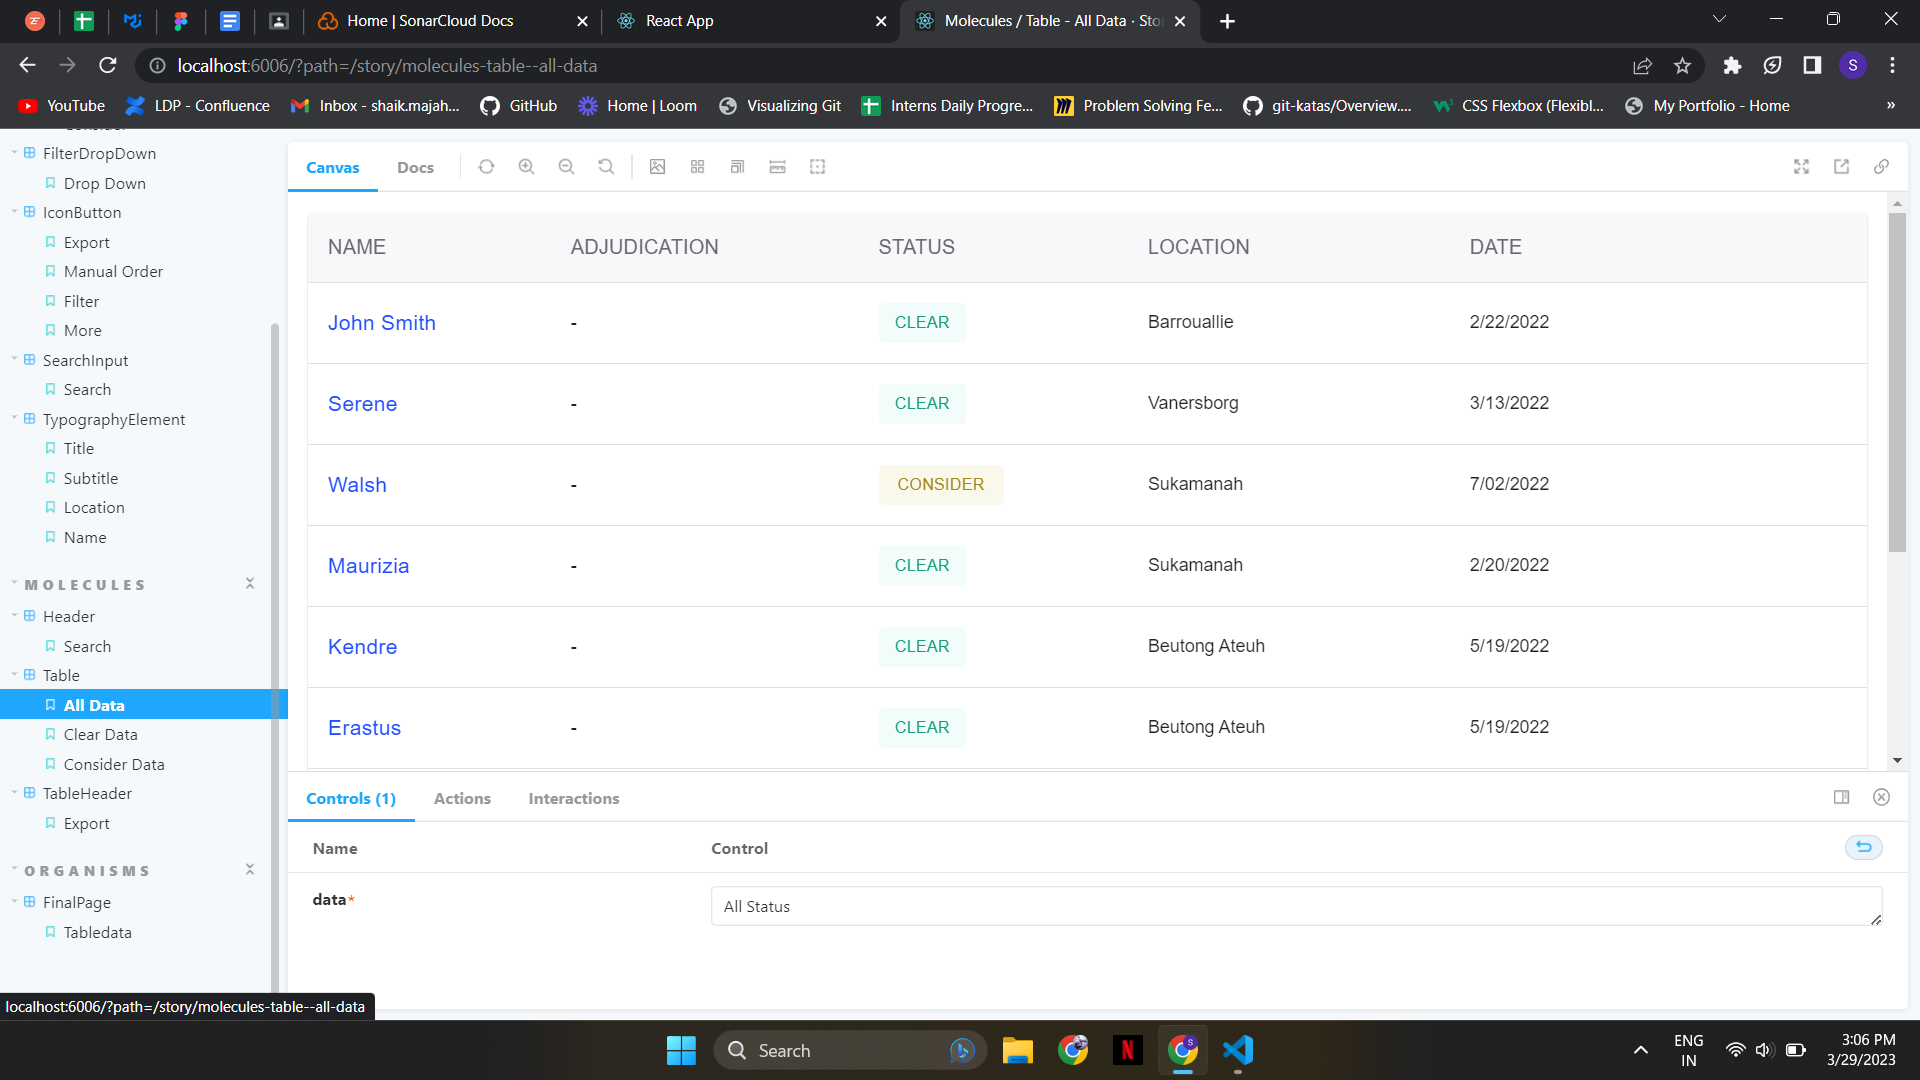 Home | SonarCloud Docs
React App
Molecules / Table - All Data · Sto
localhost:6006/?path=/story/molecules-table--all-data
S
YouTube
LDP - Confluence
Inbox - shaik.majah...
GitHub
Home | Loom
Visualizing Git
Interns Daily Progre...
Problem Solving Fe...
git-katas/Overview....
CSS Flexbox (Flexibl...
My Portfolio - Home
»
Consider
FilterDropDown
Drop Down
IconButton
Export
Manual Order
Filter
More
SearchInput
Search
TypographyElement
Title
Subtitle
Location
Name
MOLECULES
Header
Search
Table
All Data
Clear Data
Consider Data
TableHeader
Export
ORGANISMS
FinalPage
Tabledata
localhost:6006/?path=/story/molecules-table--all-data
Canvas Docs
NAME ADJUDICATION STATUS LOCATION DATE
John Smith - CLEAR Barrouallie 2/22/2022
Serene - CLEAR Vanersborg 3/13/2022
Walsh - CONSIDER Sukamanah 7/02/2022
Maurizia - CLEAR Sukamanah 2/20/2022
Kendre - CLEAR Beutong Ateuh 5/19/2022
Erastus - CLEAR Beutong Ateuh 5/19/2022
Controls (1) Actions Interactions
Name Control
data* All Status
Search
N
S
ENG
IN
3:06 PM
3/29/2023